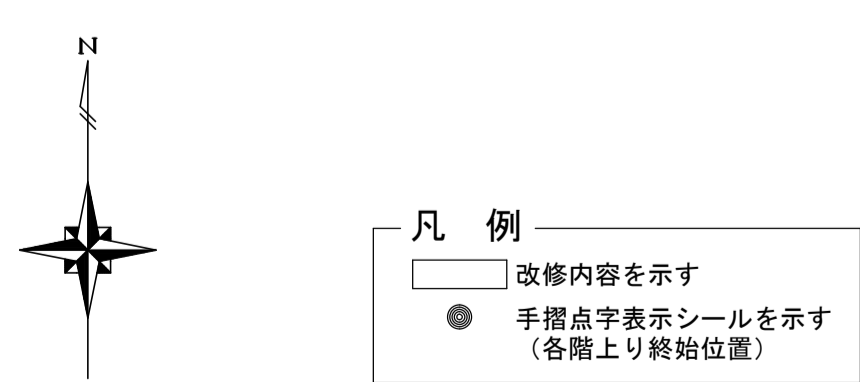 N
凡　例
改修内容を示す
手摺点字表示シールを示す
（各階上り終始位置）